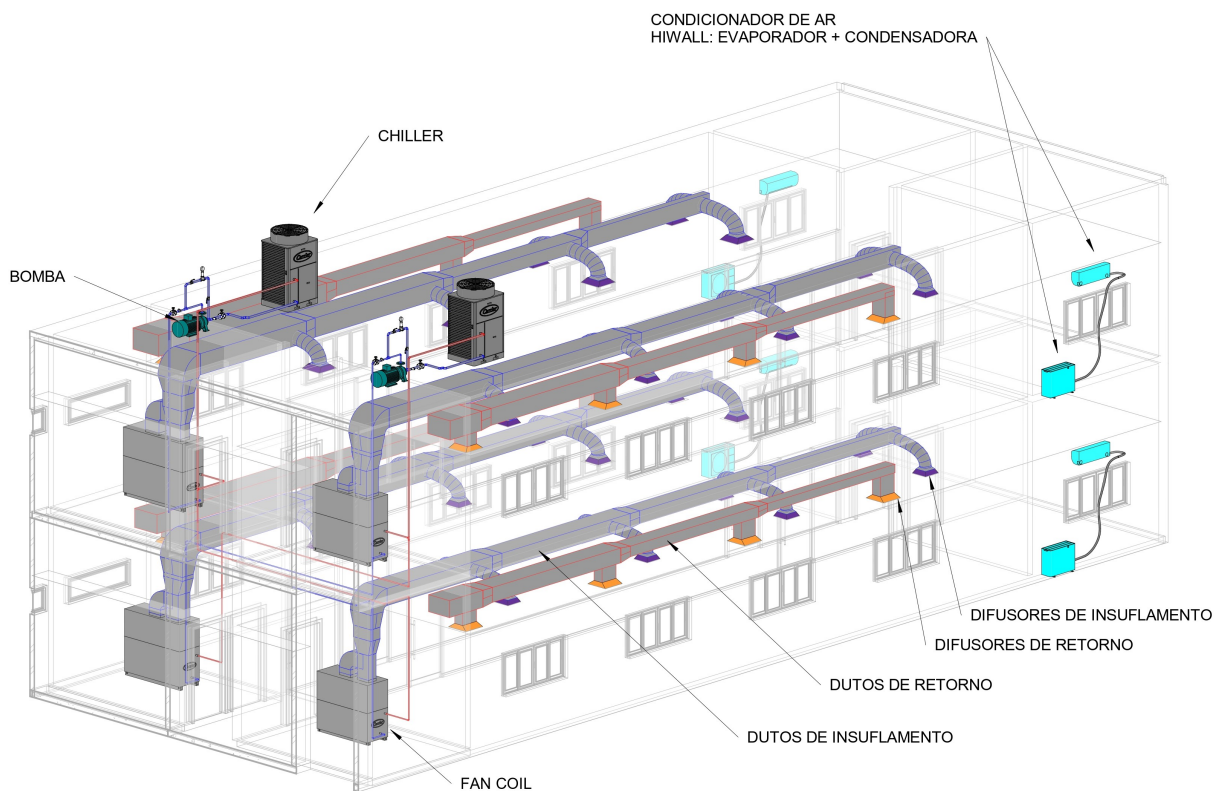 CONDICIONADOR DE AR
HIWALL: EVAPORADOR + CONDENSADORA
CHILLER
BOMBA
DIFUSORES DE INSUFLAMENTO
DIFUSORES DE RETORNO
DUTOS DE RETORNO
DUTOS DE INSUFLAMENTO
FAN COIL